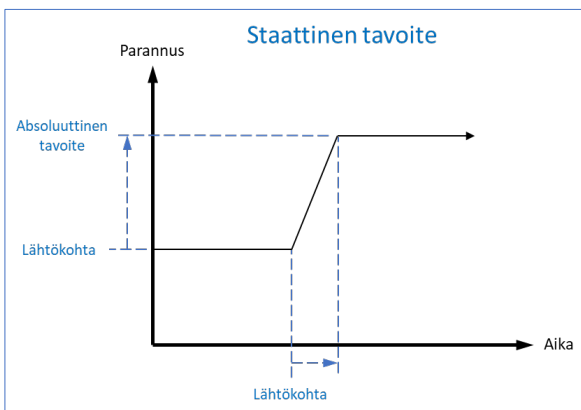 Staattinen tavoite
Parannus
Absoluuttinen
tavoite
Lähtökohta
Aika
Lähtökohta